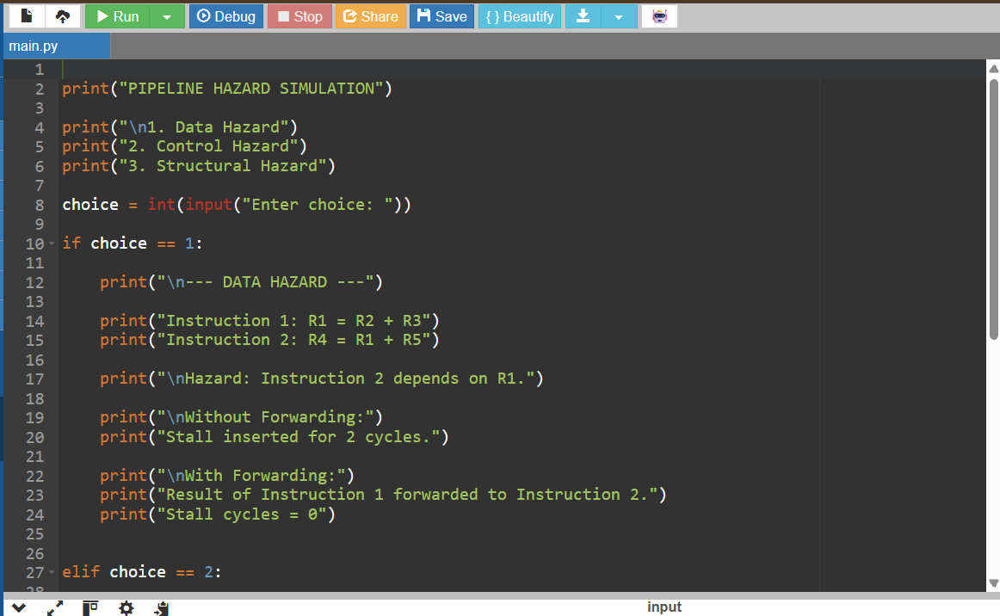 Run Debug Stop Share Save { } Beautify
main.py
1
2 print("PIPELINE HAZARD SIMULATION")
3
4 print("\n1. Data Hazard")
5 print("2. Control Hazard")
6 print("3. Structural Hazard")
7
8 choice = int(input("Enter choice: "))
9
10 if choice == 1:
11
12     print("\n--- DATA HAZARD ---")
13
14     print("Instruction 1: R1 = R2 + R3")
15     print("Instruction 2: R4 = R1 + R5")
16
17     print("\nHazard: Instruction 2 depends on R1.")
18
19     print("\nWithout Forwarding:")
20     print("Stall inserted for 2 cycles.")
21
22     print("\nWith Forwarding:")
23     print("Result of Instruction 1 forwarded to Instruction 2.")
24     print("Stall cycles = 0")
25
26
27 elif choice == 2:
28
input